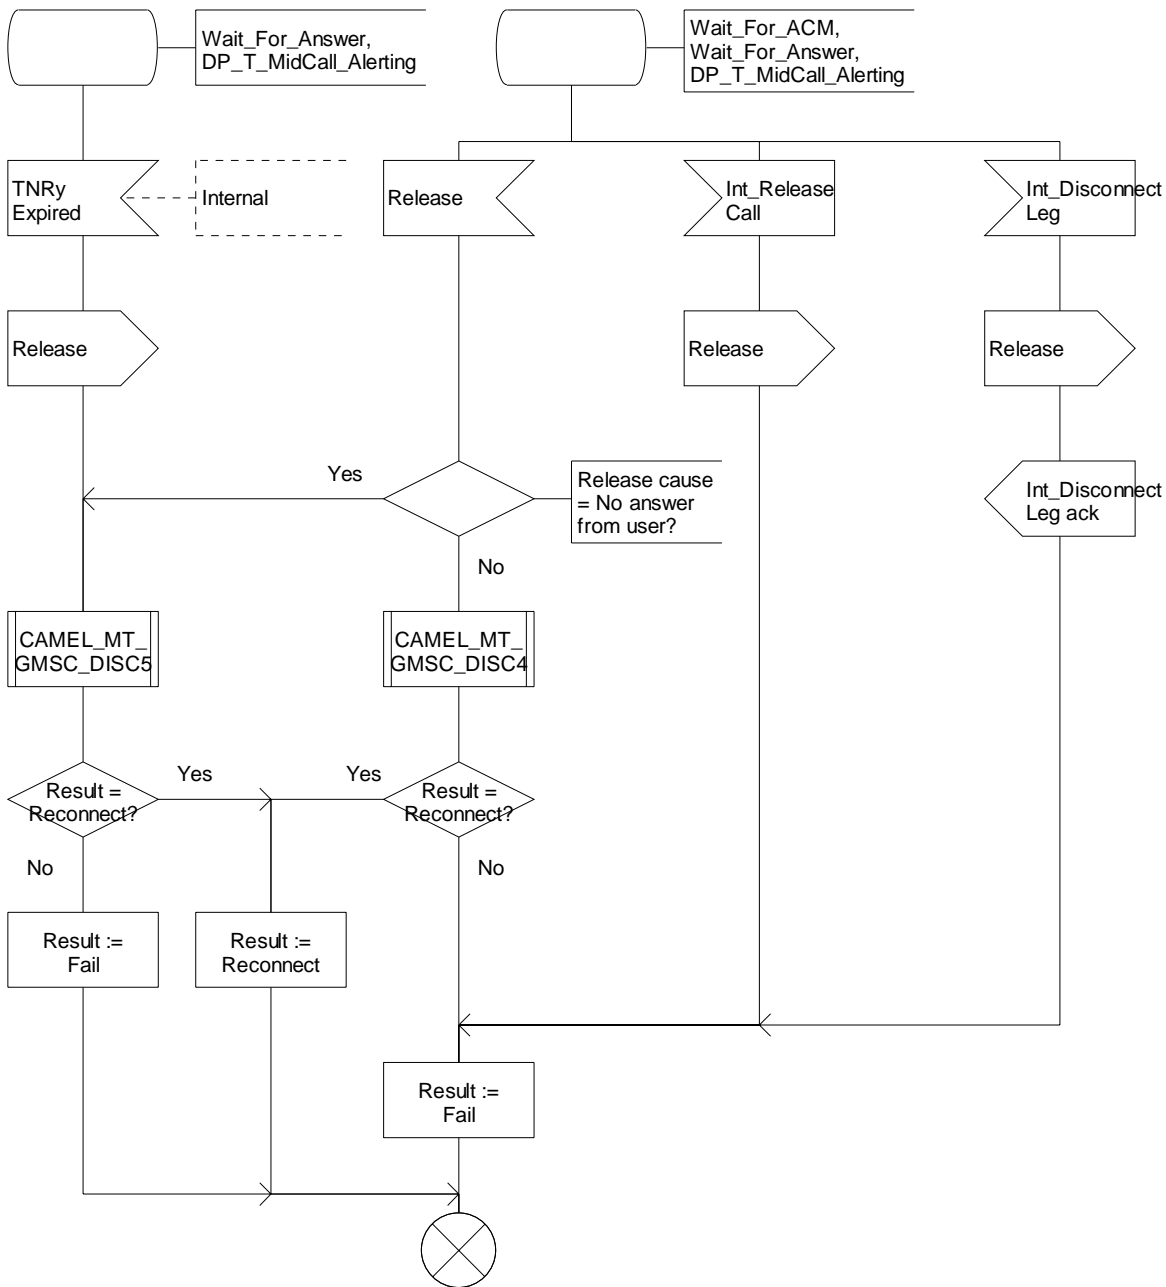 Wait_For_Answer,
DP_T_MidCall_Alerting
Wait_For_ACM,
Wait_For_Answer,
DP_T_MidCall_Alerting
TNRy
Expired
Internal
Release
Int_Release
Call
Int_Disconnect
Leg
Release
Release
Release
Yes
Release cause
= No answer
from user?
Int_Disconnect
Leg ack
No
CAMEL_MT_
GMSC_DISC5
CAMEL_MT_
GMSC_DISC4
Result =
Reconnect?
Yes
Yes
Result =
Reconnect?
No
No
Result :=
Fail
Result :=
Reconnect
Result :=
Fail